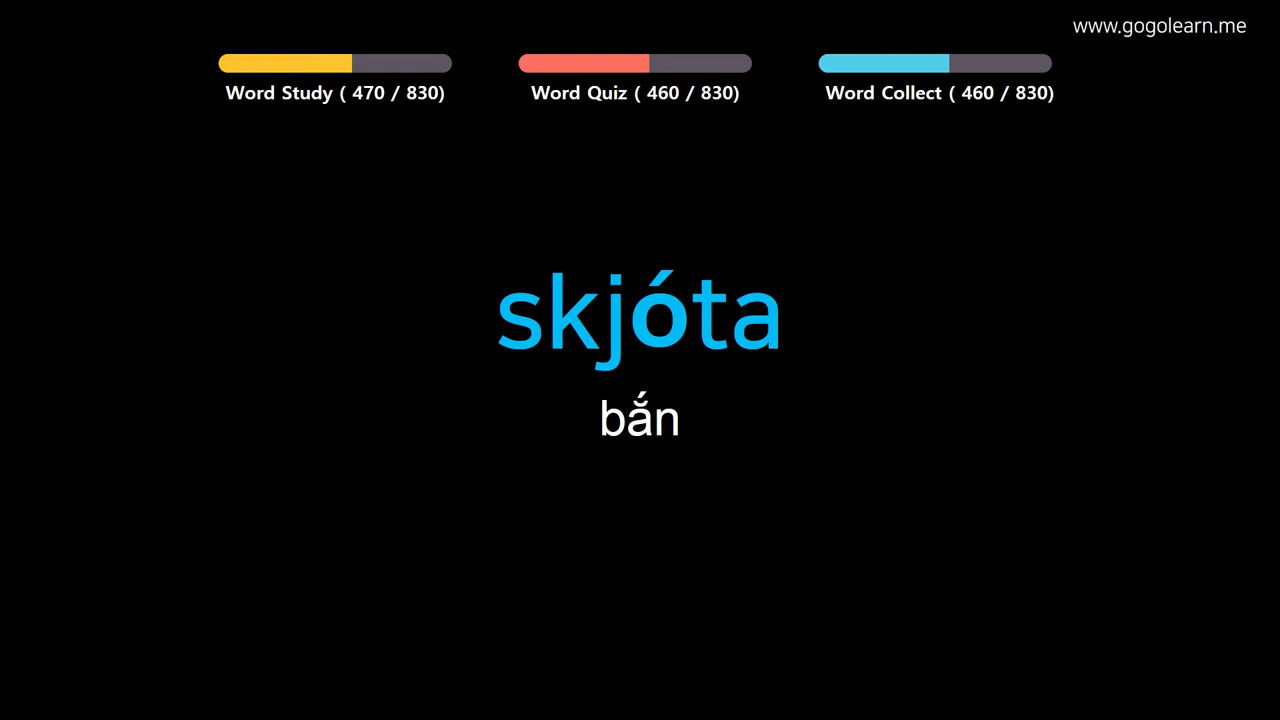 www.gogolearn.me
Word Study ( 470 / 830)
Word Quiz ( 460 / 830)
Word Collect ( 460 / 830)
skjóta
bắn